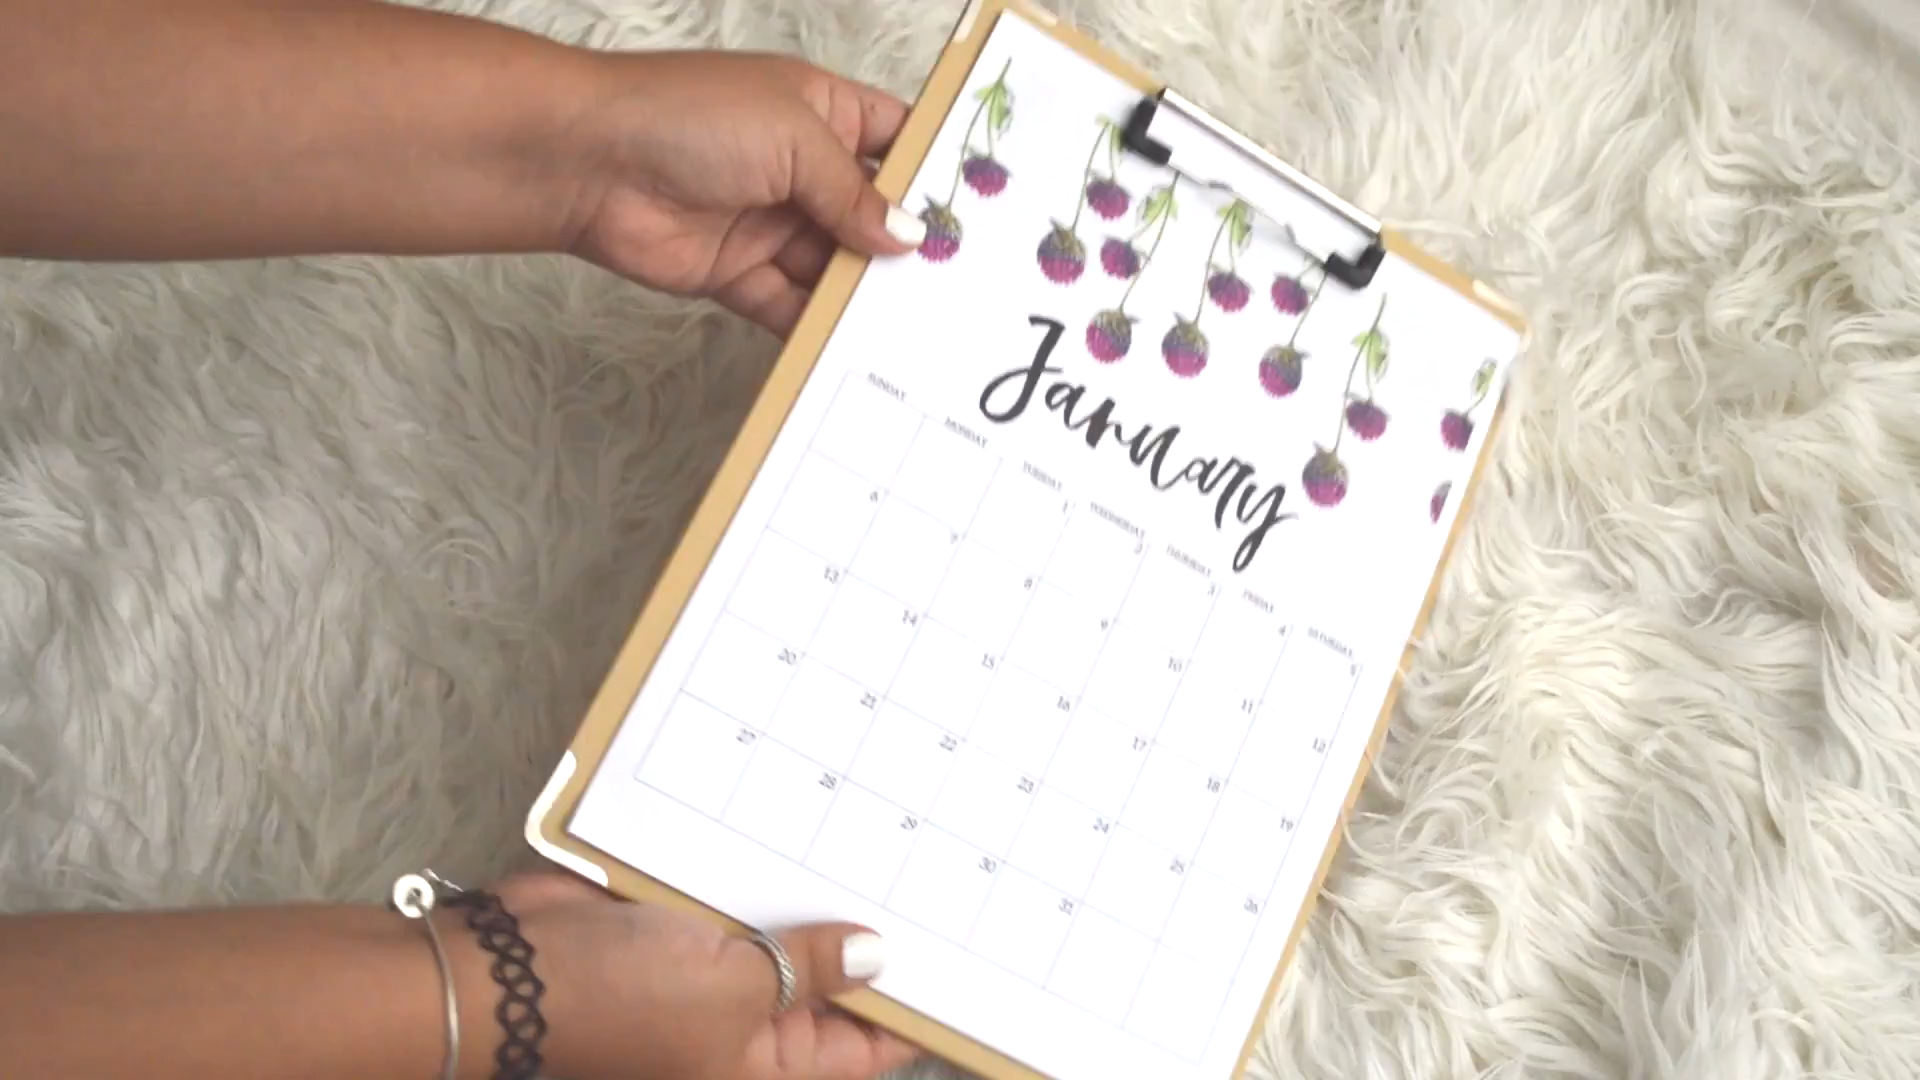 January
SUNDAY MONDAY TUESDAY WEDNESDAY THURSDAY FRIDAY SATURDAY
1 2 3 4 5
6 7 8 9 10 11 12
13 14 15 16 17 18 19
20 21 22 23 24 25 26
27 28 29 30 31